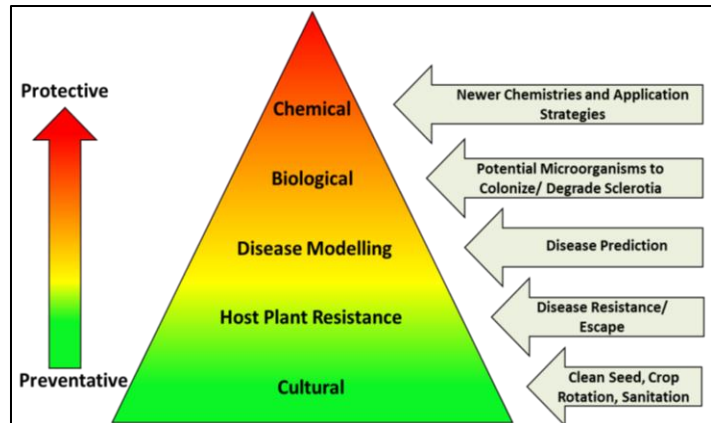 Protective
Chemical
Newer Chemistries and Application
Strategies
Biological
Potential Microorganisms to
Colonize/ Degrade Sclerotia
Disease Modelling
Disease Prediction
Host Plant Resistance
Disease Resistance/
Escape
Preventative
Cultural
Clean Seed, Crop
Rotation, Sanitation